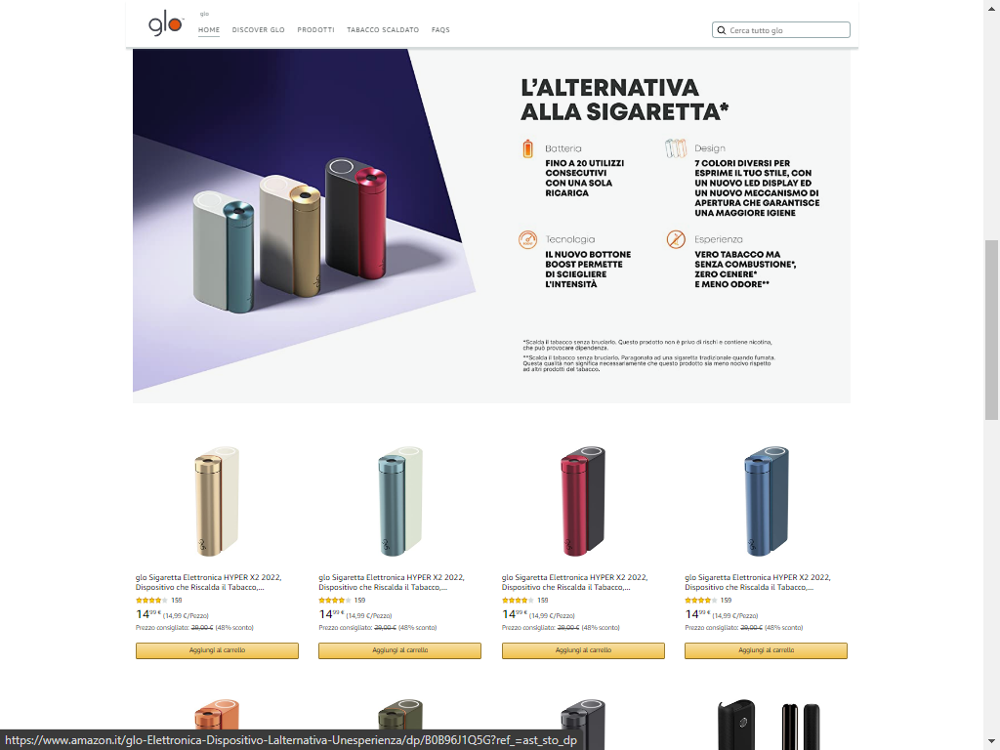 glo
glo
HOME DISCOVER GLO PRODOTTI TABACCO SCALDATO FAQS
Cerca tutto glo
L'ALTERNATIVA
ALLA SIGARETTA*
Batteria
FINO A 20 UTILIZZI
CONSECUTIVI
CON UNA SOLA
RICARICA
Design
7 COLORI DIVERSI PER
ESPRIME IL TUO STILE, CON
UN NUOVO LED DISPLAY ED
UN NUOVO MECCANISMO DI
APERTURA CHE GARANTISCE
UNA MAGGIORE IGIENE
Tecnologia
IL NUOVO BOTTONE
BOOST PERMETTE
DI SCIEGLIERE
L'INTENSITÀ
Esperienza
VERO TABACCO MA
SENZA COMBUSTIONE*,
ZERO CENERE*
E MENO ODORE**
*Scalda il tabacco senza bruciarlo. Questo prodotto non è privo di rischi e contiene nicotina,
che può provocare dipendenza.
**Scalda il tabacco senza bruciarlo. Paragonato ad una sigaretta tradizionale quando fumata.
Questa qualità non significa necessariamente che questo prodotto sia meno nocivo rispetto
ad altri prodotti del tabacco.
glo Sigaretta Elettronica HYPER X2 2022,
Dispositivo che Riscalda il Tabacco,...
159
14,99 € (14,99 €/Pezzo)
Prezzo consigliato: 29,00 € (48% sconto)
Aggiungi al carrello
glo Sigaretta Elettronica HYPER X2 2022,
Dispositivo che Riscalda il Tabacco,...
159
14,99 € (14,99 €/Pezzo)
Prezzo consigliato: 29,00 € (48% sconto)
Aggiungi al carrello
glo Sigaretta Elettronica HYPER X2 2022,
Dispositivo che Riscalda il Tabacco,...
159
14,99 € (14,99 €/Pezzo)
Prezzo consigliato: 29,00 € (48% sconto)
Aggiungi al carrello
glo Sigaretta Elettronica HYPER X2 2022,
Dispositivo che Riscalda il Tabacco,...
159
14,99 € (14,99 €/Pezzo)
Prezzo consigliato: 29,00 € (48% sconto)
Aggiungi al carrello
https://www.amazon.it/glo-Elettronica-Dispositivo-Lalternativa-Unesperienza/dp/B0B96J1Q5G?ref_=ast_sto_dp